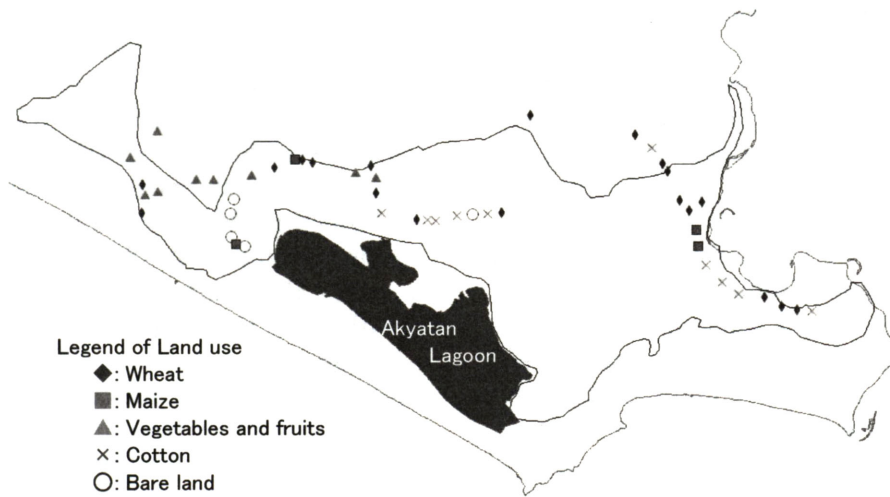 Akyatan
Lagoon
Legend of Land use
◆: Wheat
■: Maize
▲: Vegetables and fruits
×: Cotton
○: Bare land